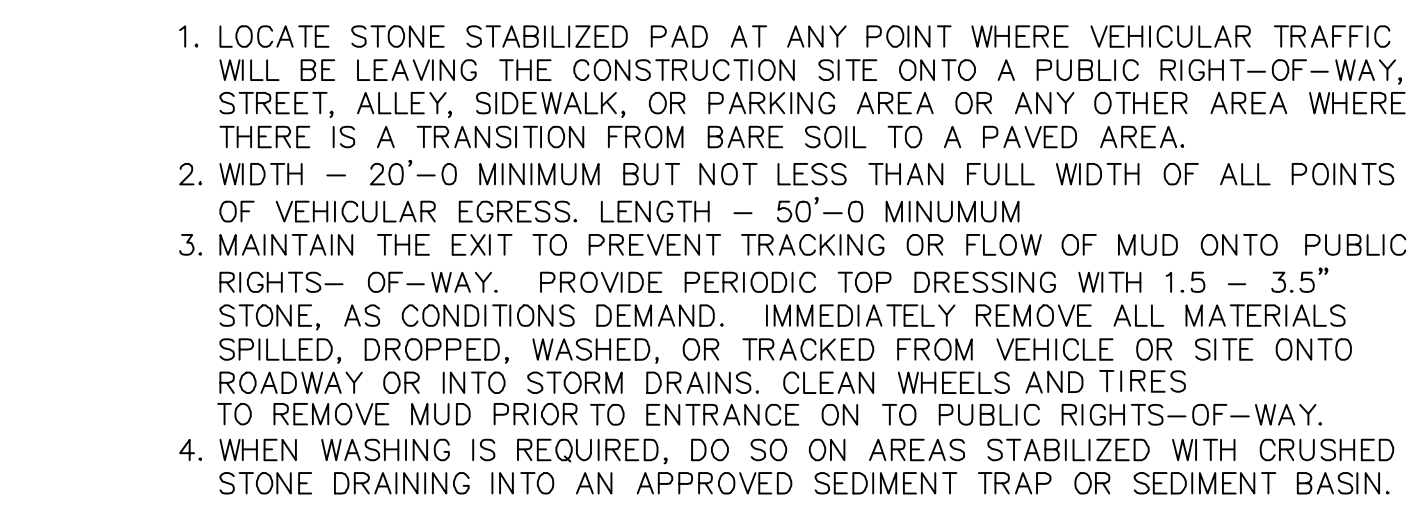 1. LOCATE STONE STABILIZED PAD AT ANY POINT WHERE VEHICULAR TRAFFIC
WILL BE LEAVING THE CONSTRUCTION SITE ONTO A PUBLIC RIGHT–OF–WAY,
STREET, ALLEY, SIDEWALK, OR PARKING AREA OR ANY OTHER AREA WHERE
THERE IS A TRANSITION FROM BARE SOIL TO A PAVED AREA.
2. WIDTH – 20'–0 MINIMUM BUT NOT LESS THAN FULL WIDTH OF ALL POINTS
OF VEHICULAR EGRESS. LENGTH – 50'–0 MINUMUM
3. MAINTAIN THE EXIT TO PREVENT TRACKING OR FLOW OF MUD ONTO PUBLIC
RIGHTS– OF–WAY. PROVIDE PERIODIC TOP DRESSING WITH 1.5 – 3.5”
STONE, AS CONDITIONS DEMAND. IMMEDIATELY REMOVE ALL MATERIALS
SPILLED, DROPPED, WASHED, OR TRACKED FROM VEHICLE OR SITE ONTO
ROADWAY OR INTO STORM DRAINS. CLEAN WHEELS AND TIRES
TO REMOVE MUD PRIOR TO ENTRANCE ON TO PUBLIC RIGHTS–OF–WAY.
4. WHEN WASHING IS REQUIRED, DO SO ON AREAS STABILIZED WITH CRUSHED
STONE DRAINING INTO AN APPROVED SEDIMENT TRAP OR SEDIMENT BASIN.